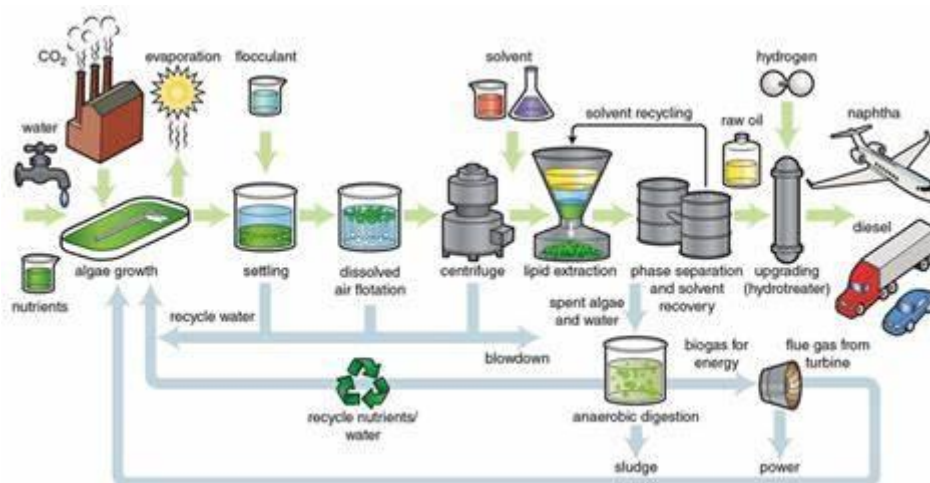 CO2
evaporation
flocculant
solvent
hydrogen
water
solvent recycling
raw oil
naphtha
nutrients
algae growth
settling
dissolved
air flotation
centrifuge
lipid extraction
phase separation
and solvent
recovery
upgrading
(hydrotreater)
diesel
recycle water
blowdown
spent algae
and water
biogas for
energy
flue gas from
turbine
recycle nutrients/
water
anaerobic digestion
sludge
power